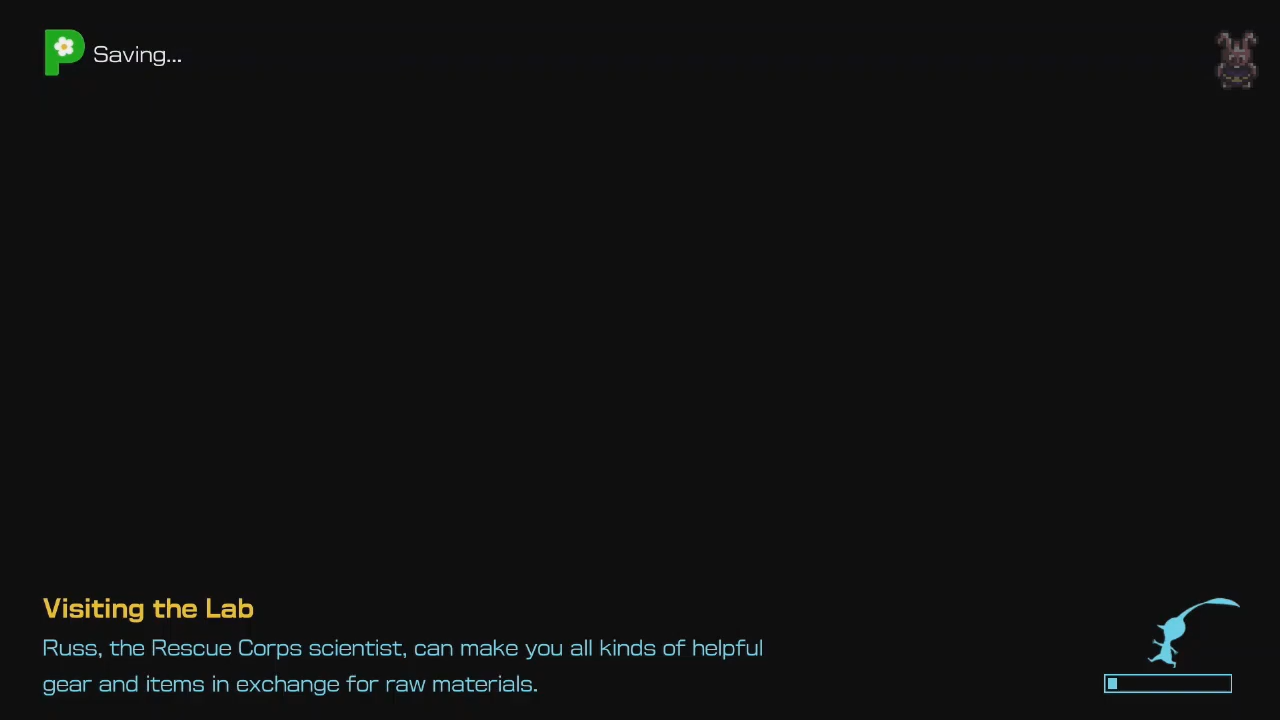 Saving...
Visiting the Lab
Russ, the Rescue Corps scientist, can make you all kinds of helpful
gear and items in exchange for raw materials.